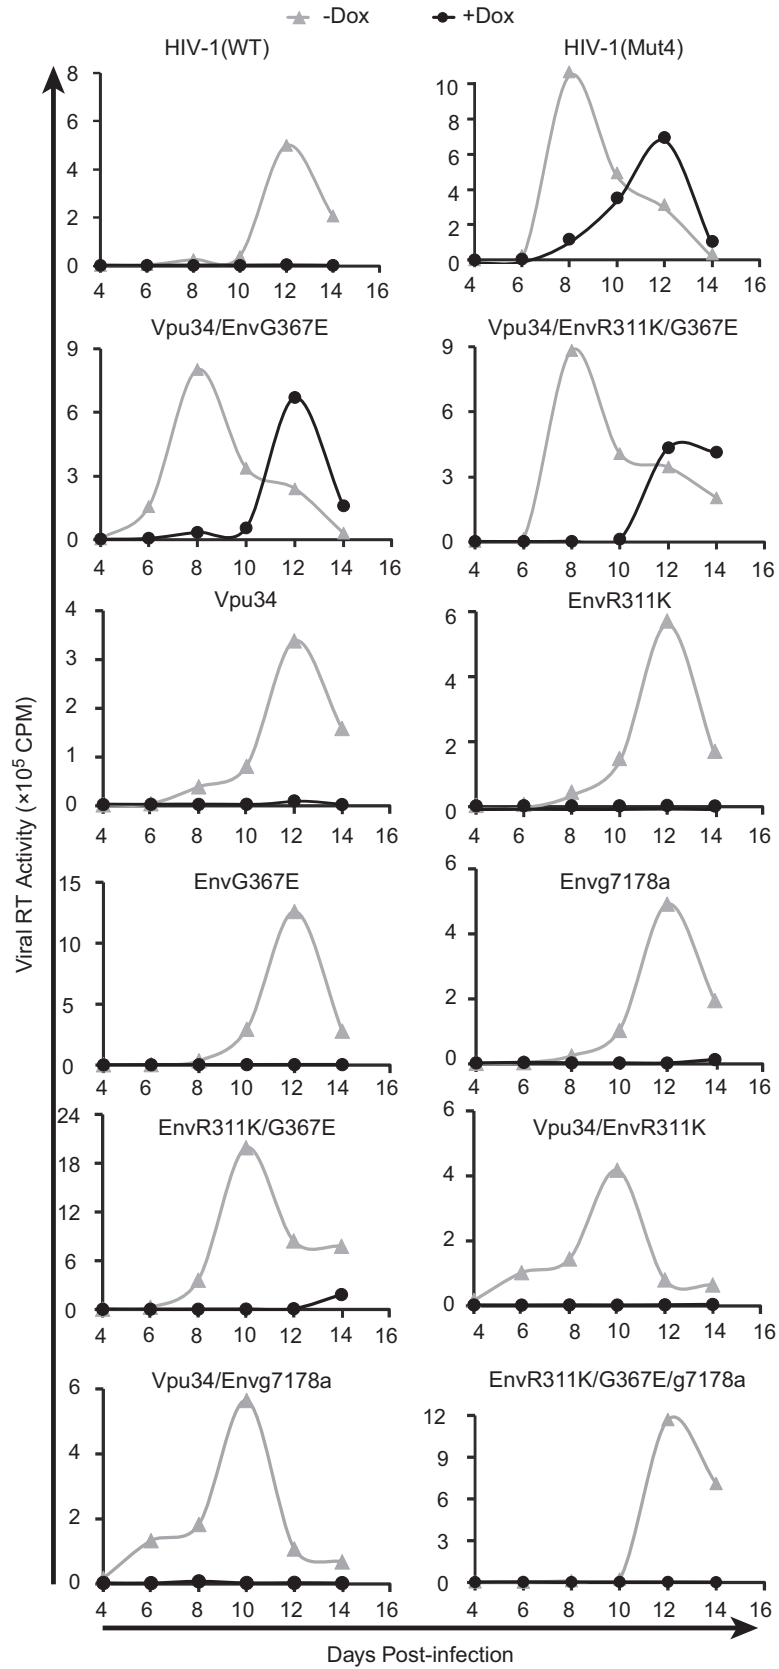 -Dox +Dox
HIV-1(WT) HIV-1(Mut4)
8 10
6 8
4 6
2 4
0 2
0
4 6 8 10 12 14 16 4 6 8 10 12 14 16
Vpu34/EnvG367E Vpu34/EnvR311K/G367E
9 9
6 6
3 3
0 0
4 6 8 10 12 14 16 4 6 8 10 12 14 16
Vpu34 EnvR311K
4 6
3 4
2 2
1 0
0
4 6 8 10 12 14 16 4 6 8 10 12 14 16
Viral RT Activity (×10⁵ CPM)
EnvG367E Envg7178a
15 6
10 4
5 2
0 0
4 6 8 10 12 14 16 4 6 8 10 12 14 16
EnvR311K/G367E Vpu34/EnvR311K
24 6
18 4
12 2
6 0
0
4 6 8 10 12 14 16 4 6 8 10 12 14 16
Vpu34/Envg7178a EnvR311K/G367E/g7178a
6 12
4 9
2 6
0 3
0
4 6 8 10 12 14 16 4 6 8 10 12 14 16
Days Post-infection